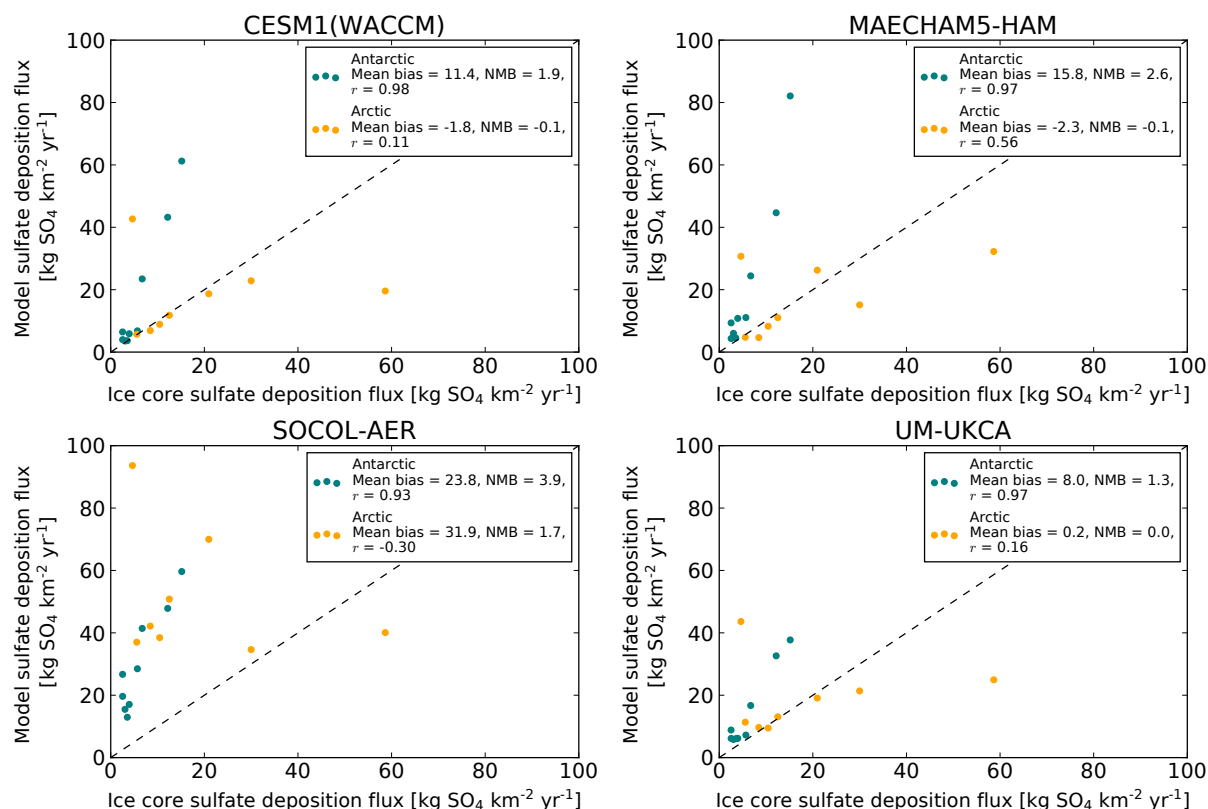 CESM1(WACCM)
Model sulfate deposition flux
[kg SO₄ km⁻² yr⁻¹]
100
80
60
40
20
0
Antarctic
Mean bias = 11.4, NMB = 1.9,
r = 0.98
Arctic
Mean bias = -1.8, NMB = -0.1,
r = 0.11
0 20 40 60 80 100
Ice core sulfate deposition flux [kg SO₄ km⁻² yr⁻¹]
MAECHAM5-HAM
Model sulfate deposition flux
[kg SO₄ km⁻² yr⁻¹]
100
80
60
40
20
0
Antarctic
Mean bias = 15.8, NMB = 2.6,
r = 0.97
Arctic
Mean bias = -2.3, NMB = -0.1,
r = 0.56
0 20 40 60 80 100
Ice core sulfate deposition flux [kg SO₄ km⁻² yr⁻¹]
SOCOL-AER
Model sulfate deposition flux
[kg SO₄ km⁻² yr⁻¹]
100
80
60
40
20
0
Antarctic
Mean bias = 23.8, NMB = 3.9,
r = 0.93
Arctic
Mean bias = 31.9, NMB = 1.7,
r = -0.30
0 20 40 60 80 100
Ice core sulfate deposition flux [kg SO₄ km⁻² yr⁻¹]
UM-UKCA
Model sulfate deposition flux
[kg SO₄ km⁻² yr⁻¹]
100
80
60
40
20
0
Antarctic
Mean bias = 8.0, NMB = 1.3,
r = 0.97
Arctic
Mean bias = 0.2, NMB = 0.0,
r = 0.16
0 20 40 60 80 100
Ice core sulfate deposition flux [kg SO₄ km⁻² yr⁻¹]